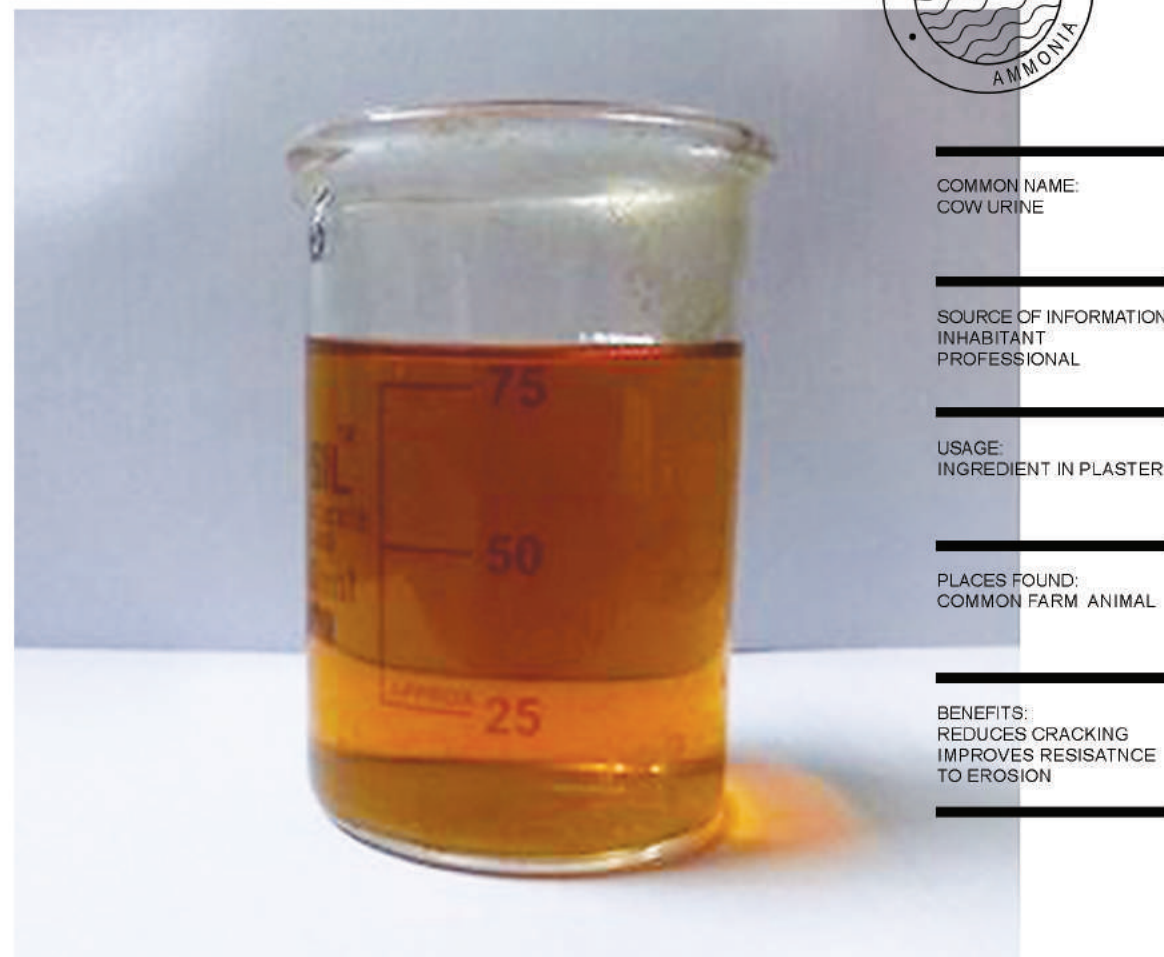 AMMONIA
COMMON NAME:
COW URINE
SOURCE OF INFORMATION
INHABITANT
PROFESSIONAL
USAGE:
INGREDIENT IN PLASTER
PLACES FOUND:
COMMON FARM ANIMAL
BENEFITS:
REDUCES CRACKING
IMPROVES RESISATNCE
TO EROSION
75
50
APPROX 25